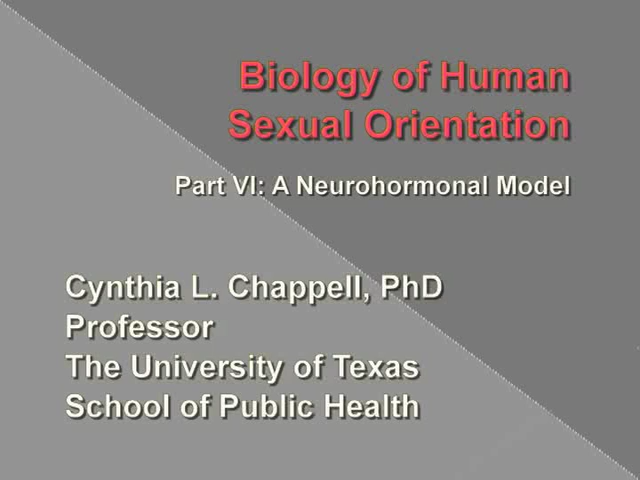 Biology of Human
Sexual Orientation
Part VI: A Neurohormonal Model
Cynthia L. Chappell, PhD
Professor
The University of Texas
School of Public Health